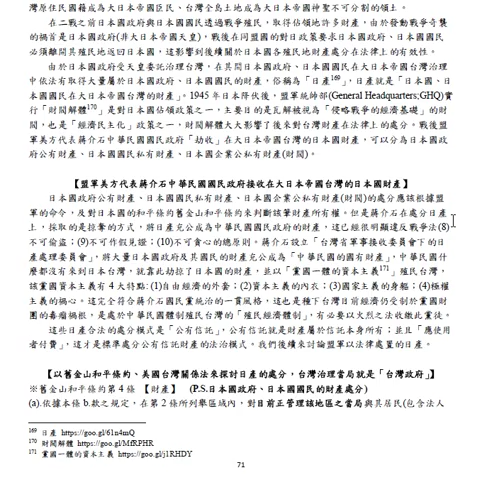 灣原住民國籍成為大日本帝國臣民、台灣全島土地成為大日本帝國神聖不可分割的領土。
在二戰之前日本國政府與日本國國民透過戰爭殖民，取得佔領地許多財產，由於發動戰爭奇襲
的禍首是日本國政府(非大日本帝國天皇)，戰後在同盟國的對日政策要求日本國政府、日本國國民
必須離開其殖民地返回日本國，這影響到後續關於日本國各殖民地財產處分在法律上的有效性。
由於日本國政府受天皇委託治理台灣，在其間日本國政府、日本國國民在大日本帝國台灣治理
中依法有取得大量屬於日本國政府、日本國國民的財產，俗稱為「日產169」，日產就是「日本國、日
本國國民在大日本帝國台灣的財產」。1945 年日本降伏後，盟軍統帥部(General Headquarters;GHQ)實
行「財閥解體170」是對日本國佔領政策之一，主要目的是瓦解被視為「侵略戰爭的經濟基礎」的財
閥，也是「經濟民主化」政策之一，財閥解體大大影響了後來對台灣財產在法律上的處分。戰後盟
軍美方代表蔣介石中華民國國民政府「劫收」在大日本帝國台灣的日本國財產，可以分為日本國政
府公有財產、日本國國民私有財產、日本國企業公私有財產(財閥)。
【盟軍美方代表蔣介石中華民國國民政府接收在大日本帝國台灣的日本國財產】
日本國政府公有財產、日本國國民私有財產、日本國企業公私有財產(財閥)的處分應該根據盟
軍的命令，及對日本國的和平條約舊金山和平條約來判斷該筆財產所有權。但是蔣介石在處分日產
上，採取的是掠奪的方式，將日產充公成為中華民國國民政府的財產，這已經很明顯違反戰爭法(8)
不可偷盜；(9)不可作假見證；(10)不可貪心的總原則。蔣介石設立「台灣省軍事接收委員會下的日
產處理委員會」，將大量日本政府及其國民的財產充公成為「中華民國的國有財產」，中華民國什
麼都沒有來到日本台灣，就靠此劫掠了日本國的財產，並以「黨國一體的資本主義171」殖民台灣，
該黨國資本主義有 4 大特點:(1)自由經濟的外套；(2)資本主義的內衣；(3)國家主義的身軀；(4)極權
主義的禍心。這完全符合蔣介石國民黨統治的一貫風格，這也是種下台灣目前經濟仍受制於黨國財
團的毒瘤禍根，是處於中華民國體制殖民台灣的「殖民經濟體制」，有必要以烈火之法收繳此黨徒。
這些日產合法的處分模式是「公有信託」，公有信託就是財產屬於信託本身所有；並且「應使用
者付費」，這才是標準處分公有信託財產的法治模式。我們後來討論盟軍以法律處置的日產。
【以舊金山和平條約、美國台灣關係法來探討日產的處分，台灣治理當局就是「台灣政府」】
※舊金山和平條約第 4 條 【財產】 (P.S.日本國政府、日本國國民的財產處分)
(a).依據本條 b.款之規定，在第 2 條所列舉區域內，對目前正管理該地區之當局與其居民(包含法人
169 日產 https://goo.gl/61n4mQ
170 財閥解體 https://goo.gl/MfRPHR
171 黨國一體的資本主義 https://goo.gl/j1RHDY
71